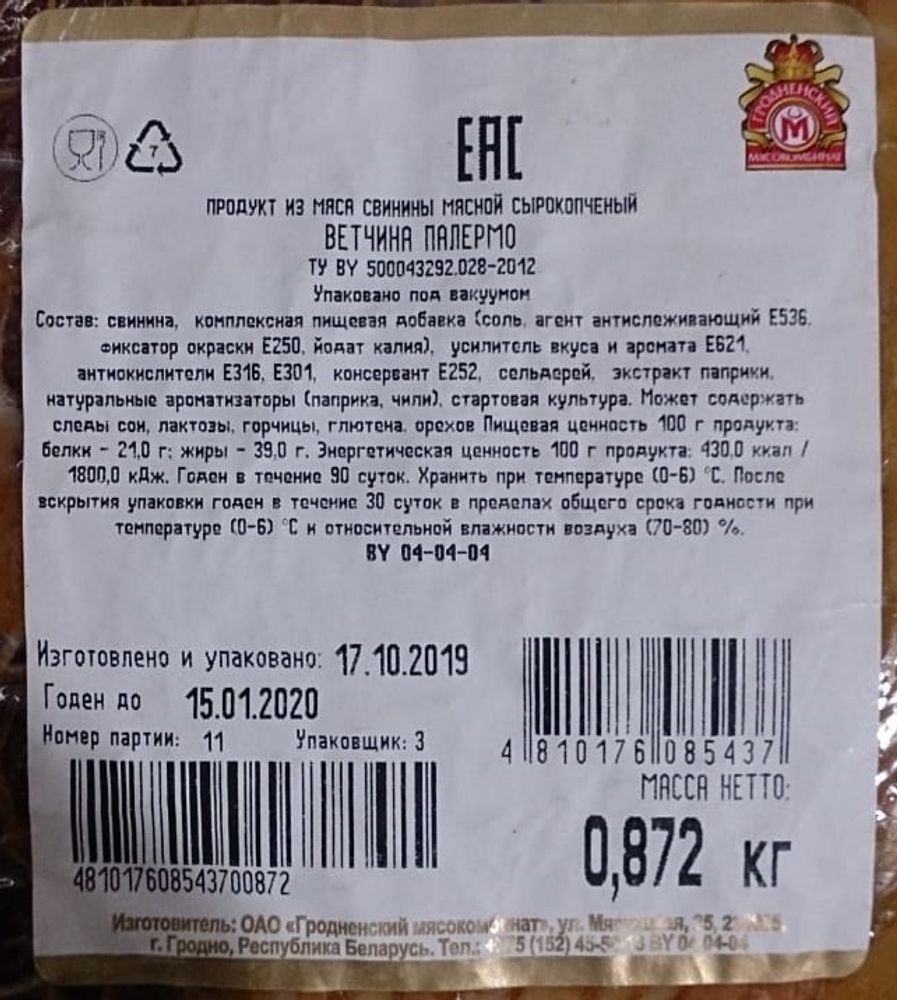 ГРОДНЕНСКИЙ
МЯСОКОМБИНАТ
7
ЕАС
ПРОДУКТ ИЗ МЯСА СВИНИНЫ МЯСНОЙ СЫРОКОПЧЕНЫЙ
ВЕТЧИНА ПАЛЕРМО
ТУ BY 500043292.028-2012
Упаковано под вакуумом
Состав: свинина, комплексная пищевая добавка (соль, агент антислеживающий Е536,
фиксатор окраски Е250, йодат калия), усилитель вкуса и аромата Е621,
антиокислители Е316, Е301, консервант Е252, сельдерей, экстракт паприки,
натуральные ароматизаторы (паприка, чили), стартовая культура. Может содержать
следы сои, лактозы, горчицы, глютена, орехов Пищевая ценность 100 г продукта:
белки - 21,0 г; жиры - 39,0 г. Энергетическая ценность 100 г продукта: 430,0 ккал /
1800,0 кДж. Годен в течение 90 суток. Хранить при температуре (0-6) °С. После
вскрытия упаковки годен в течение 30 суток в пределах общего срока годности при
температуре (0-6) °С и относительной влажности воздуха (70-80) %.
BY 04-04-04
Изготовлено и упаковано: 17.10.2019
Годен до 15.01.2020
Номер партии: 11 Упаковщик: 3
4 810176 085437
МАССА НЕТТО:
0,872 кг
481017608543700872
Изготовитель: ОАО «Гродненский мясокомбинат», ул.
г. Гродно, Республика Беларусь. Тел.: (152) BY 04-04-04